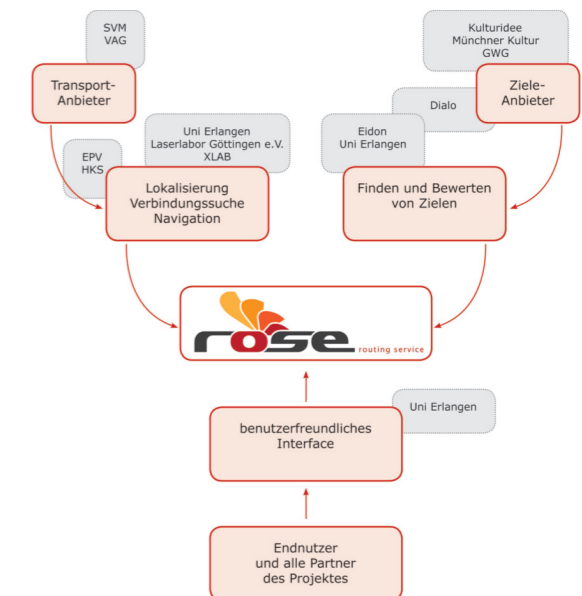 SVM
VAG
Transport-
Anbieter
Kulturidee
Münchner Kultur
GWG
Ziele-
Anbieter
Dialo
EPV
HKS
Uni Erlangen
Laserlabor Göttingen e.V.
XLAB
Lokalisierung
Verbindungssuche
Navigation
Eidon
Uni Erlangen
Finden und Bewerten
von Zielen
rose
routing service
benutzerfreundliches
Interface
Uni Erlangen
Endnutzer
und alle Partner
des Projektes